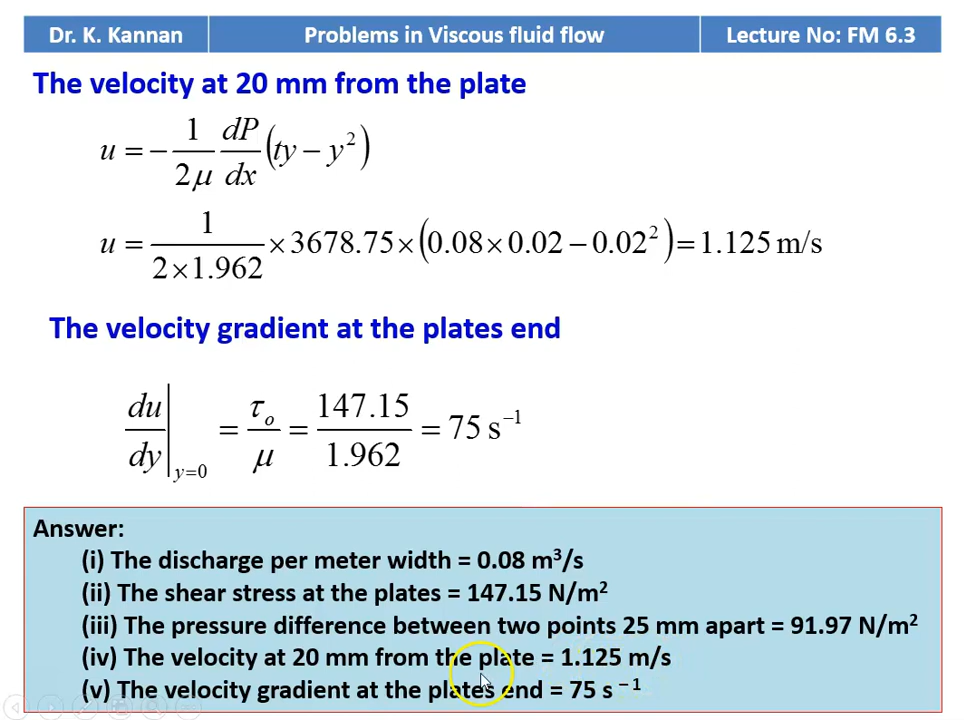 Dr. K. Kannan
Problems in Viscous fluid flow
Lecture No: FM 6.3
The velocity at 20 mm from the plate
u = − 1/2μ dP/dx (ty − y²)
u = 1/2×1.962 × 3678.75 × (0.08 × 0.02 − 0.02²) = 1.125 m/s
The velocity gradient at the plates end
du/dy |y=0 = τo/μ = 147.15/1.962 = 75 s⁻¹
Answer:
(i) The discharge per meter width = 0.08 m³/s
(ii) The shear stress at the plates = 147.15 N/m²
(iii) The pressure difference between two points 25 mm apart = 91.97 N/m²
(iv) The velocity at 20 mm from the plate = 1.125 m/s
(v) The velocity gradient at the plates end = 75 s ⁻¹